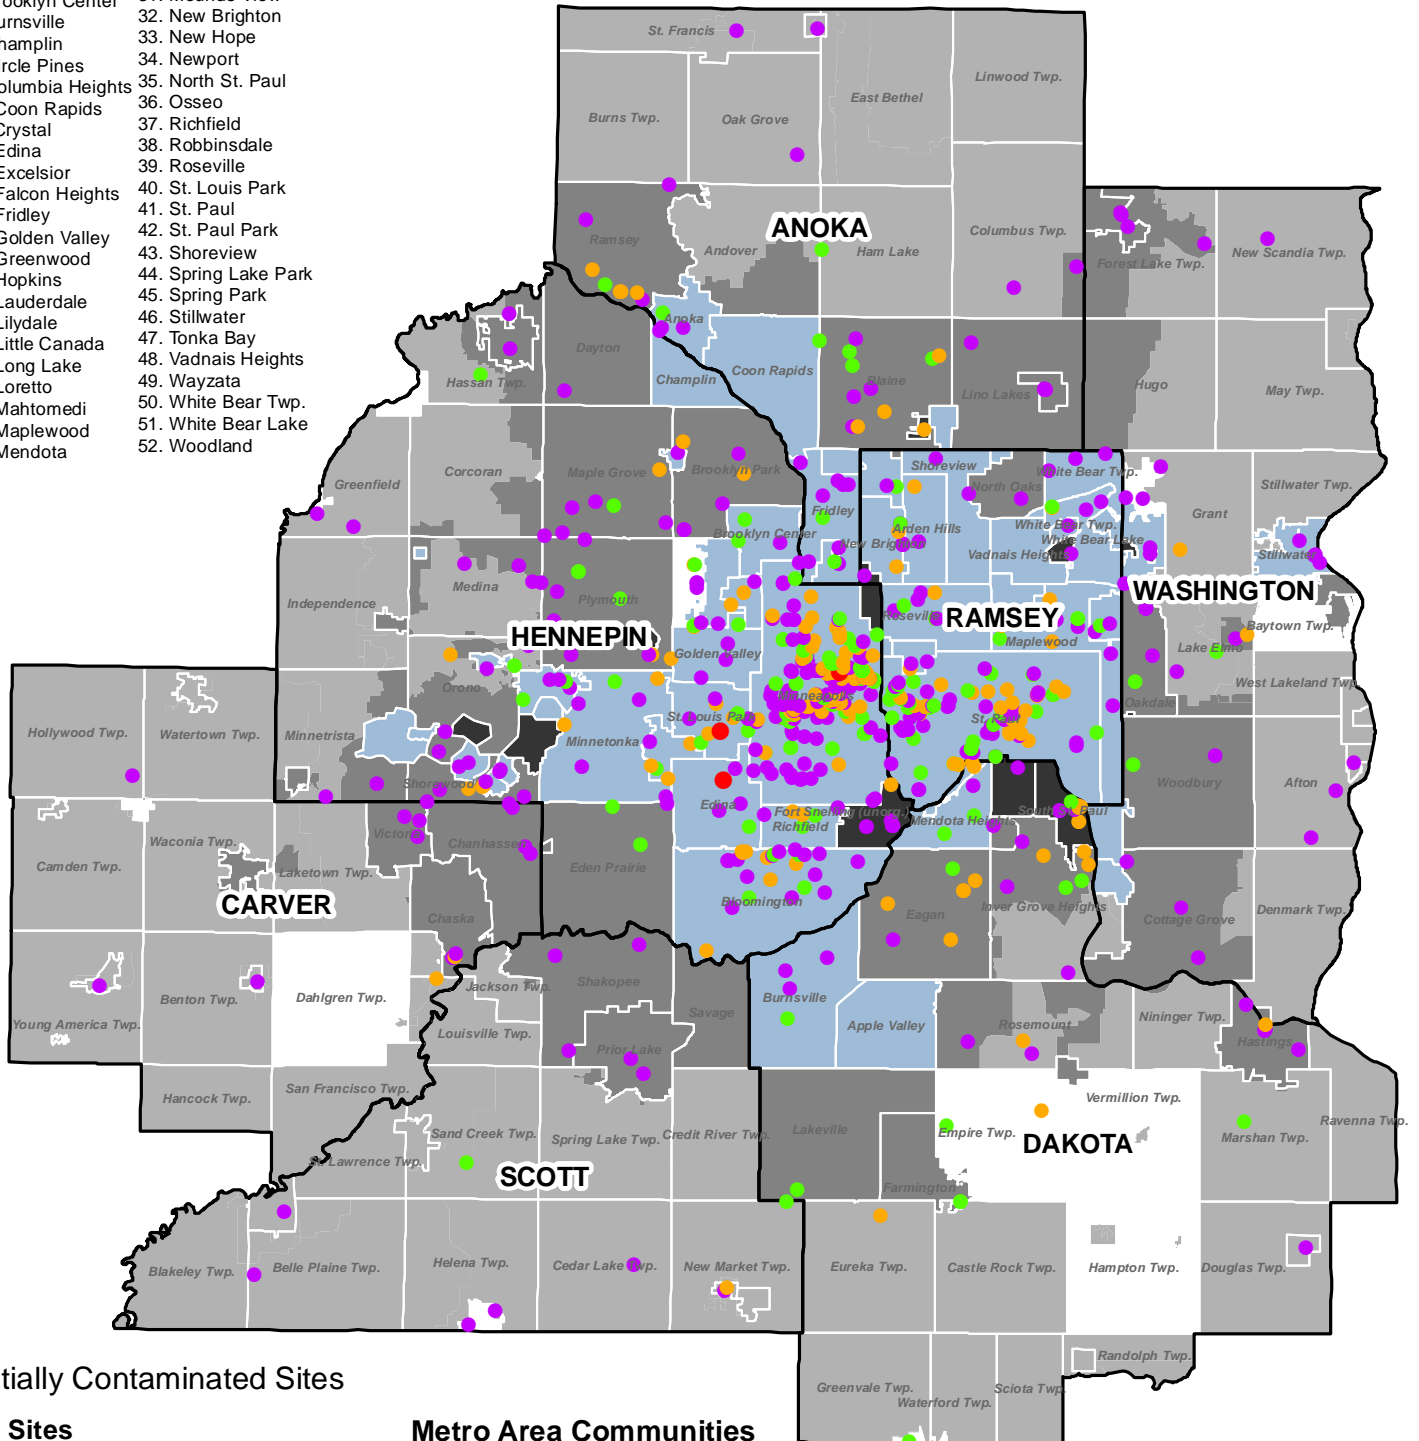 ooklyn Center
urnsville
hamplin
rcle Pines
olumbia Heights
Coon Rapids
Crystal
Edina
Excelsior
Falcon Heights
Fridley
Golden Valley
Greenwood
Hopkins
Lauderdale
Lilydale
Little Canada
Long Lake
Loretto
Mahtomedi
Maplewood
Mendota
32. New Brighton
33. New Hope
34. Newport
35. North St. Paul
36. Osseo
37. Richfield
38. Robbinsdale
39. Roseville
40. St. Louis Park
41. St. Paul
42. St. Paul Park
43. Shoreview
44. Spring Lake Park
45. Spring Park
46. Stillwater
47. Tonka Bay
48. Vadnais Heights
49. Wayzata
50. White Bear Twp.
51. White Bear Lake
52. Woodland
St. Francis
Linwood Twp.
East Bethel
Burns Twp.
Oak Grove
ANOKA
Ramsey
Andover
Ham Lake
Columbus Twp.
Forest Lake Twp.
New Scandia Twp.
Anoka
Dayton
Hassan Twp.
Champlin
Coon Rapids
Blaine
Lino Lakes
Hugo
May Twp.
Corcoran
Greenfield
Maple Grove
Brooklyn Park
Shoreview
White Bear Twp.
North Oaks
Stillwater Twp.
Fridley
Grant
Arden Hills
White Bear Twp.
Brooklyn Center
New Brighton
White Bear Lake
Vadnais Heights
Stillwater
Medina
Independence
Plymouth
WASHINGTON
HENNEPIN
Roseville
RAMSEY
Maplewood
Baytown Twp.
Golden Valley
Lake Elmo
West Lakeland Twp.
Orono
Minneapolis
Oakdale
Hollywood Twp.
Watertown Twp.
Minnetrista
Minnetonka
St. Louis Park
St. Paul
Shorewood
Woodbury
Afton
Edina
Fort Snelling (unorg.)
Richfield
Mendota Heights
South St. Paul
Waconia Twp.
Victoria
Chanhassen
Camden Twp.
Laketown Twp.
Eden Prairie
CARVER
Bloomington
Chaska
Eagan
Inver Grove Heights
Cottage Grove
Denmark Twp.
Young America Twp.
Benton Twp.
Dahlgren Twp.
Jackson Twp.
Shakopee
Burnsville
Louisville Twp.
Savage
Apple Valley
Rosemount
Nininger Twp.
Hastings
Prior Lake
Hancock Twp.
San Francisco Twp.
Vermillion Twp.
Ravenna Twp.
Sand Creek Twp.
Spring Lake Twp.
Credit River Twp.
Lakeville
Empire Twp.
DAKOTA
Marshan Twp.
St. Lawrence Twp.
SCOTT
Farmington
Blakeley Twp.
Belle Plaine Twp.
Helena Twp.
Cedar Lake Twp.
New Market Twp.
Eureka Twp.
Castle Rock Twp.
Hampton Twp.
Douglas Twp.
Randolph Twp.
Greenvale Twp.
Waterford Twp.
Sciota Twp.
tially Contaminated Sites
Sites
Metro Area Communities